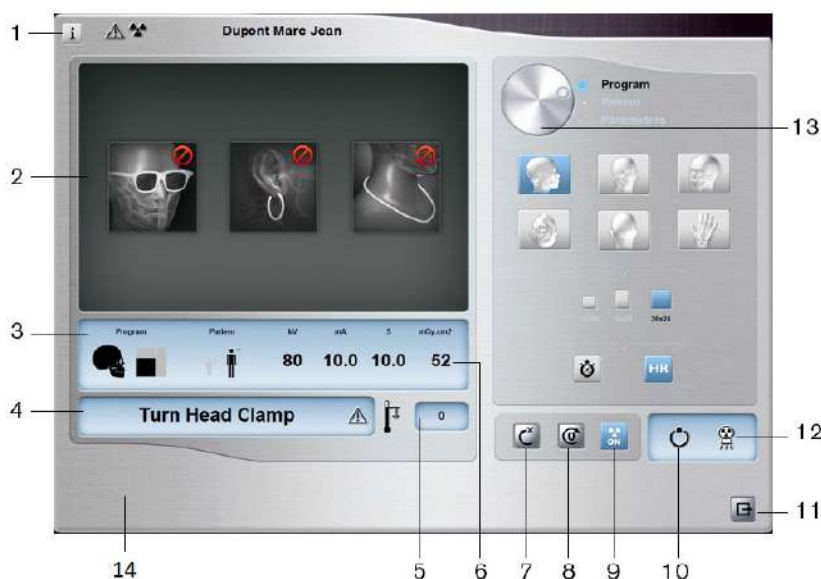 1 i Dupont Marc Jean
Program
Patient
Parameters
13
2
3 Program Patient kV mA S mGy.cm2
80 10.0 10.0 52
4 Turn Head Clamp 0
HR
ON
12
11
14 5 6 7 8 9 10